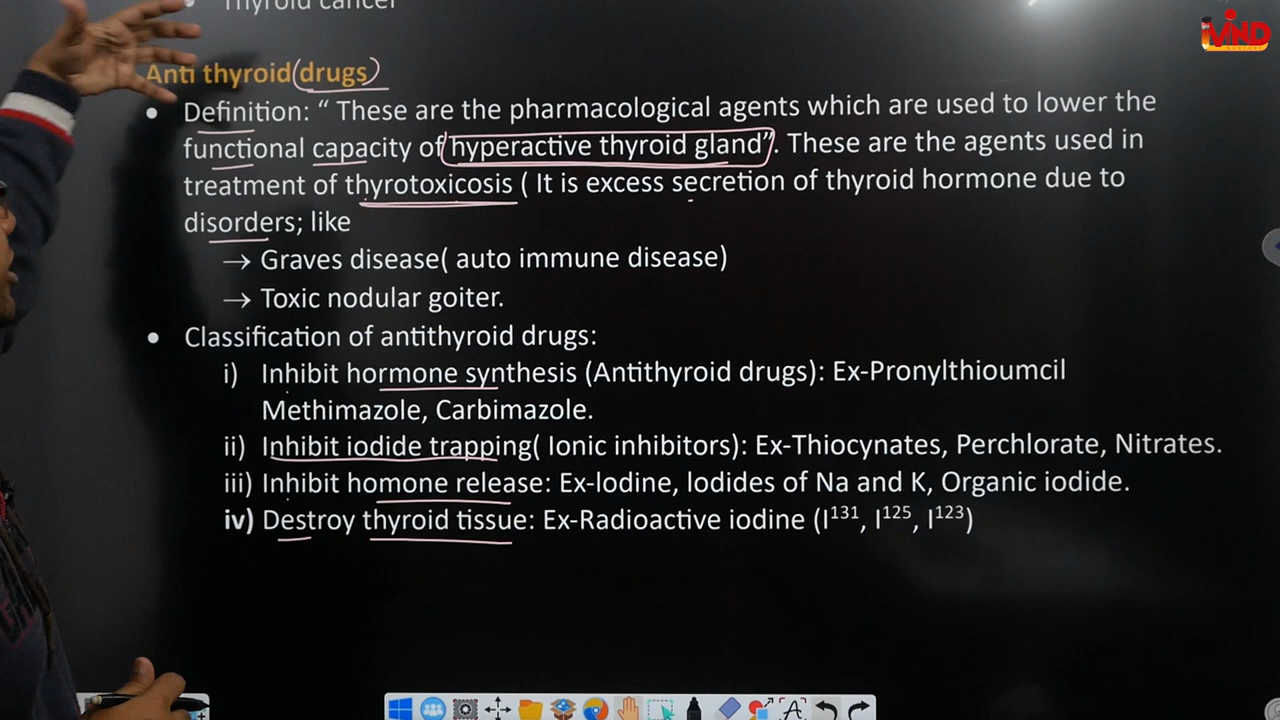 Thyroid cancer
Anti thyroid(drugs)
• Definition: “ These are the pharmacological agents which are used to lower the
functional capacity of hyperactive thyroid gland”. These are the agents used in
treatment of thyrotoxicosis ( It is excess secretion of thyroid hormone due to
disorders; like
→ Graves disease( auto immune disease)
→ Toxic nodular goiter.
• Classification of antithyroid drugs:
i) Inhibit hormone synthesis (Antithyroid drugs): Ex-Pronylthioumcil
Methimazole, Carbimazole.
ii) Inhibit iodide trapping( Ionic inhibitors): Ex-Thiocynates, Perchlorate, Nitrates.
iii) Inhibit homone release: Ex-Iodine, Iodides of Na and K, Organic iodide.
iv) Destroy thyroid tissue: Ex-Radioactive iodine (I¹³¹, I¹²⁵, I¹²³)